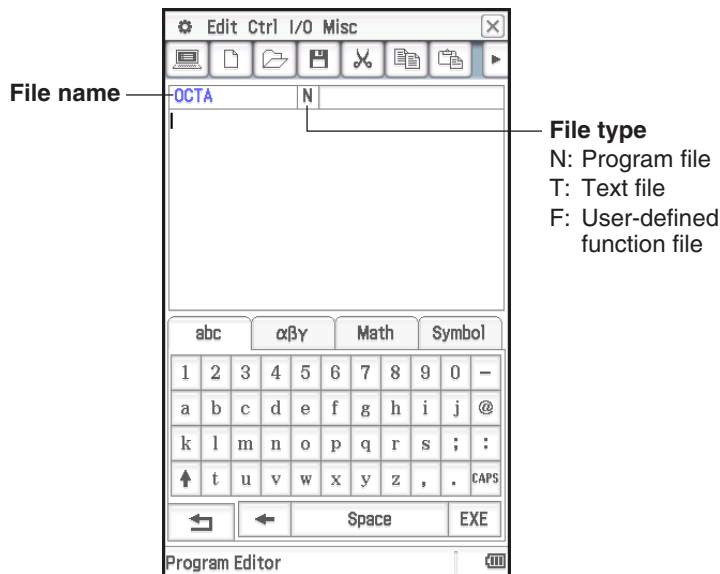 Edit Ctrl I/O Misc
File name
OCTA N
File type
N: Program file
T: Text file
F: User-defined
function file
abc αβγ Math Symbol
1 2 3 4 5 6 7 8 9 0 −
a b c d e f g h i j @
k l m n o p q r s ; :
t u v w x y z , . CAPS
Space EXE
Program Editor